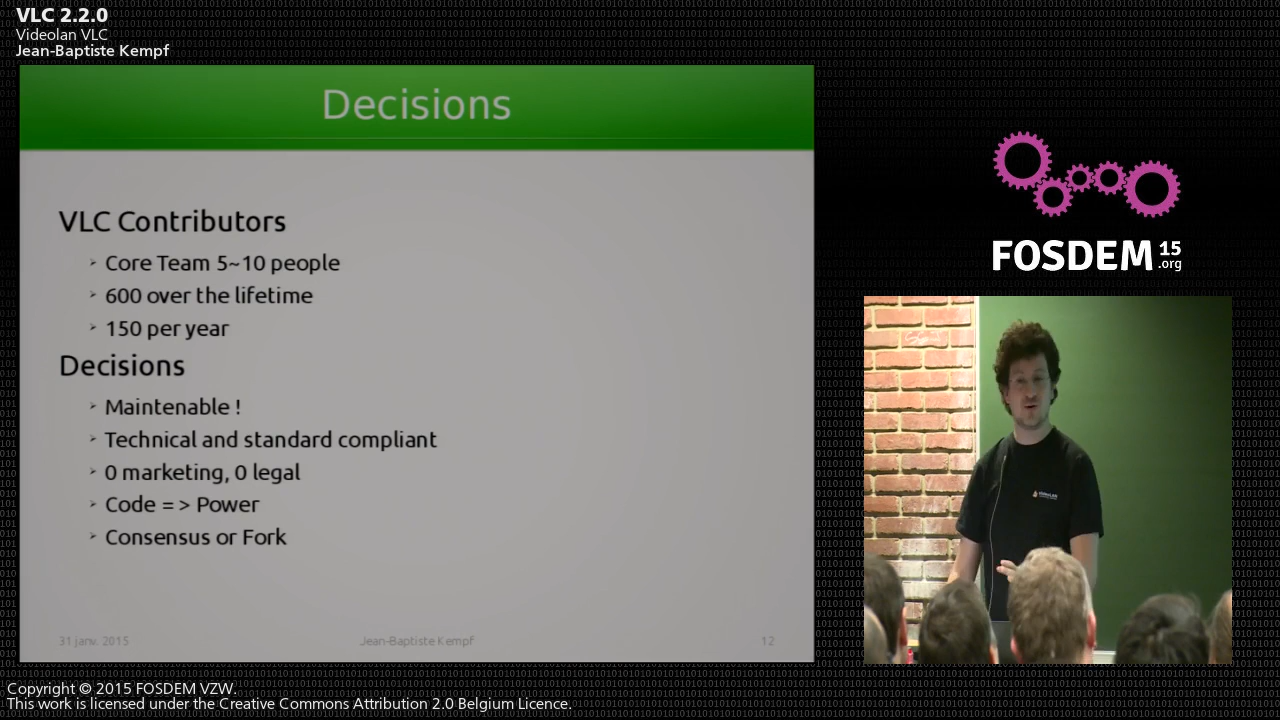 VLC 2.2.0
Videolan VLC
Jean-Baptiste Kempf
Decisions
VLC Contributors
Core Team 5~10 people
600 over the lifetime
150 per year
Decisions
Maintenable !
Technical and standard compliant
0 marketing, 0 legal
Code => Power
Consensus or Fork
31 janv. 2015
Jean-Baptiste Kempf
12
FOSDEM 15
.org
Copyright © 2015 FOSDEM VZW.
This work is licensed under the Creative Commons Attribution 2.0 Belgium Licence.